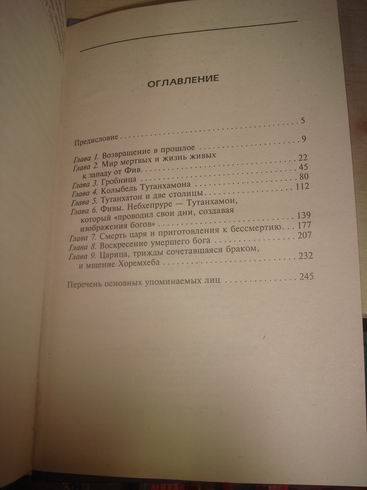 ОГЛАВЛЕНИЕ
Предисловие 5
Глава 1. Возвращение в прошлое 9
Глава 2. Мир мертвых и жизнь живых
к западу от Фив 22
Глава 3. Гробница 45
Глава 4. Колыбель Тутанхамона 80
Глава 5. Тутанхатон и две столицы 112
Глава 6. Фивы. Небхепруре — Тутанхамон,
который «проводил свои дни, создавая
изображения богов» 139
Глава 7. Смерть царя и приготовления к бессмертию 177
Глава 8. Воскресение умершего бога 207
Глава 9. Царица, трижды сочетавшаяся браком,
и мщение Хоремхеба 232
Перечень основных упоминаемых лиц 245